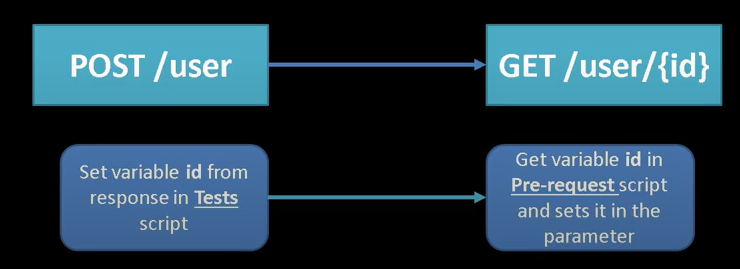 POST /user
GET /user/{id}
Set variable id from
response in Tests
script
Get variable id in
Pre-request script
and sets it in the
parameter